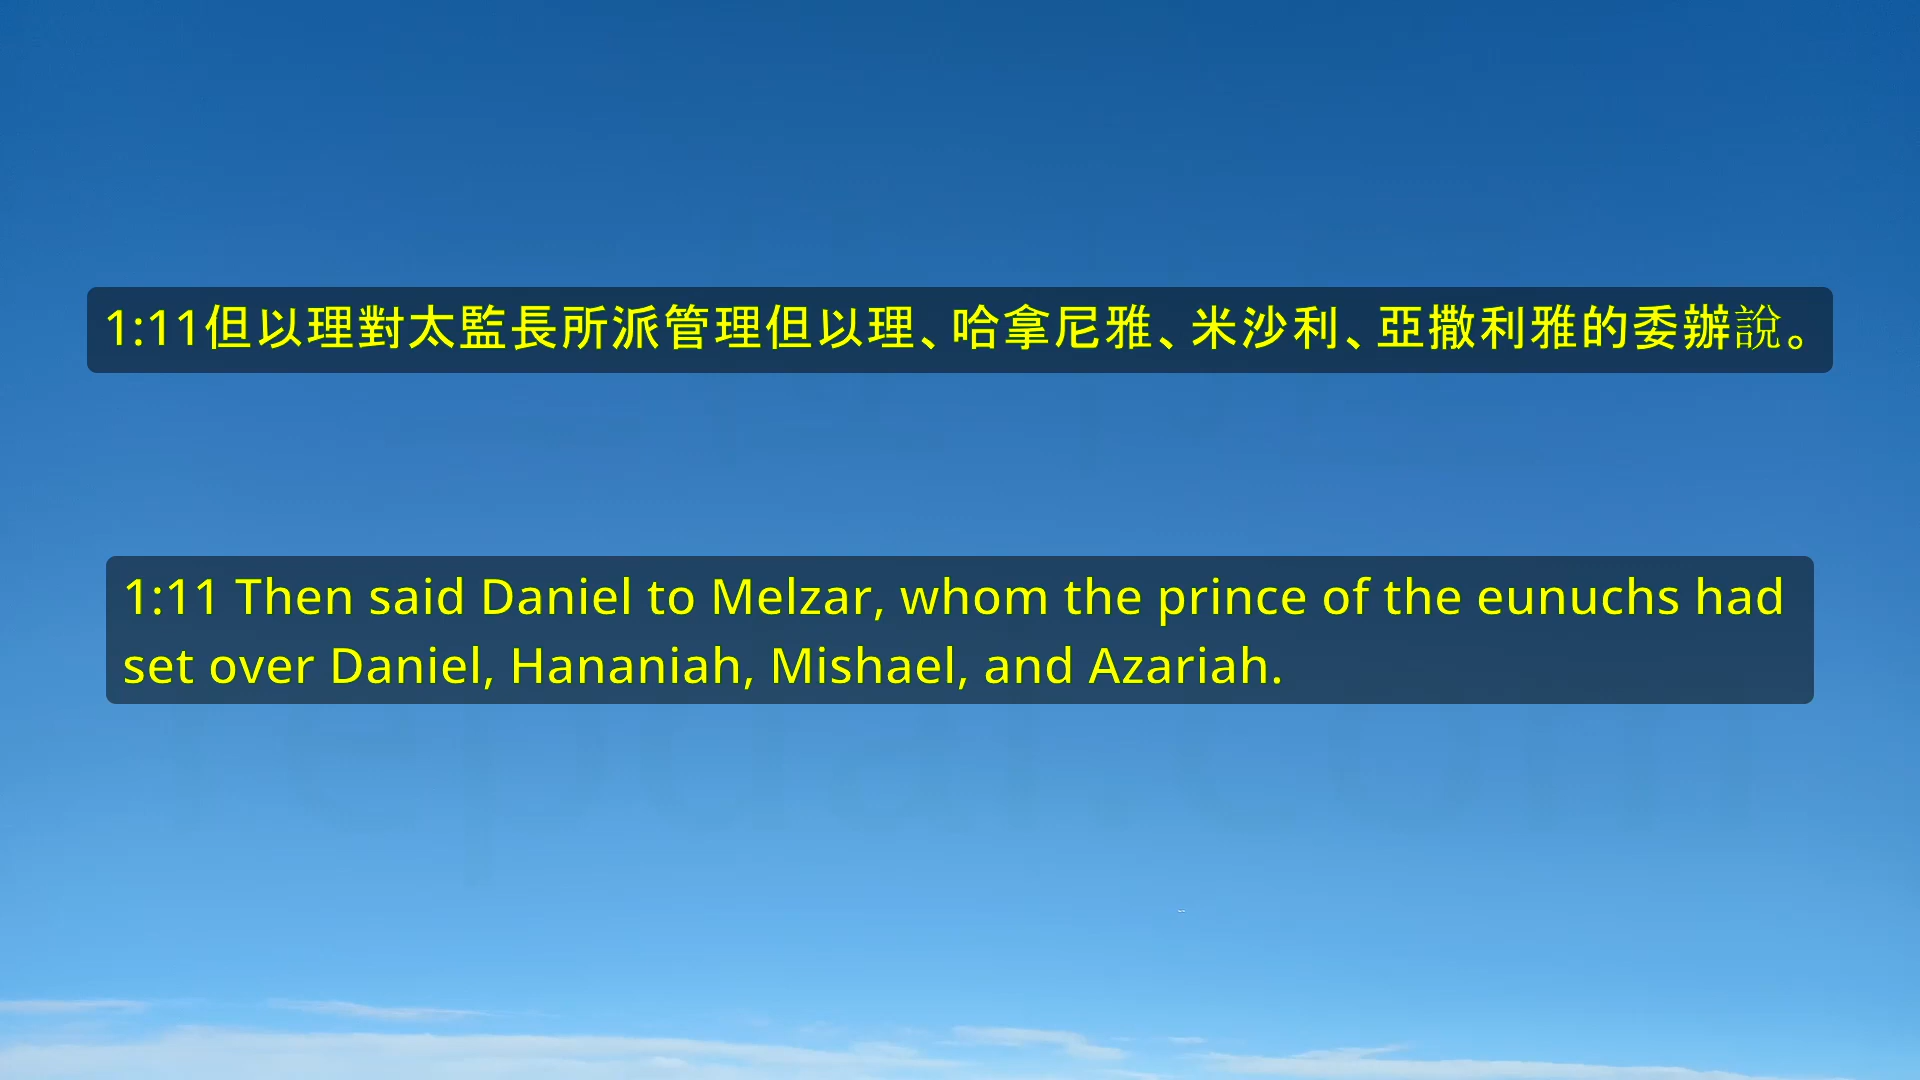 1:11但以理對太監長所派管理但以理、哈拿尼雅、米沙利、亞撒利雅的委辦說。
1:11 Then said Daniel to Melzar, whom the prince of the eunuchs had
set over Daniel, Hananiah, Mishael, and Azariah.